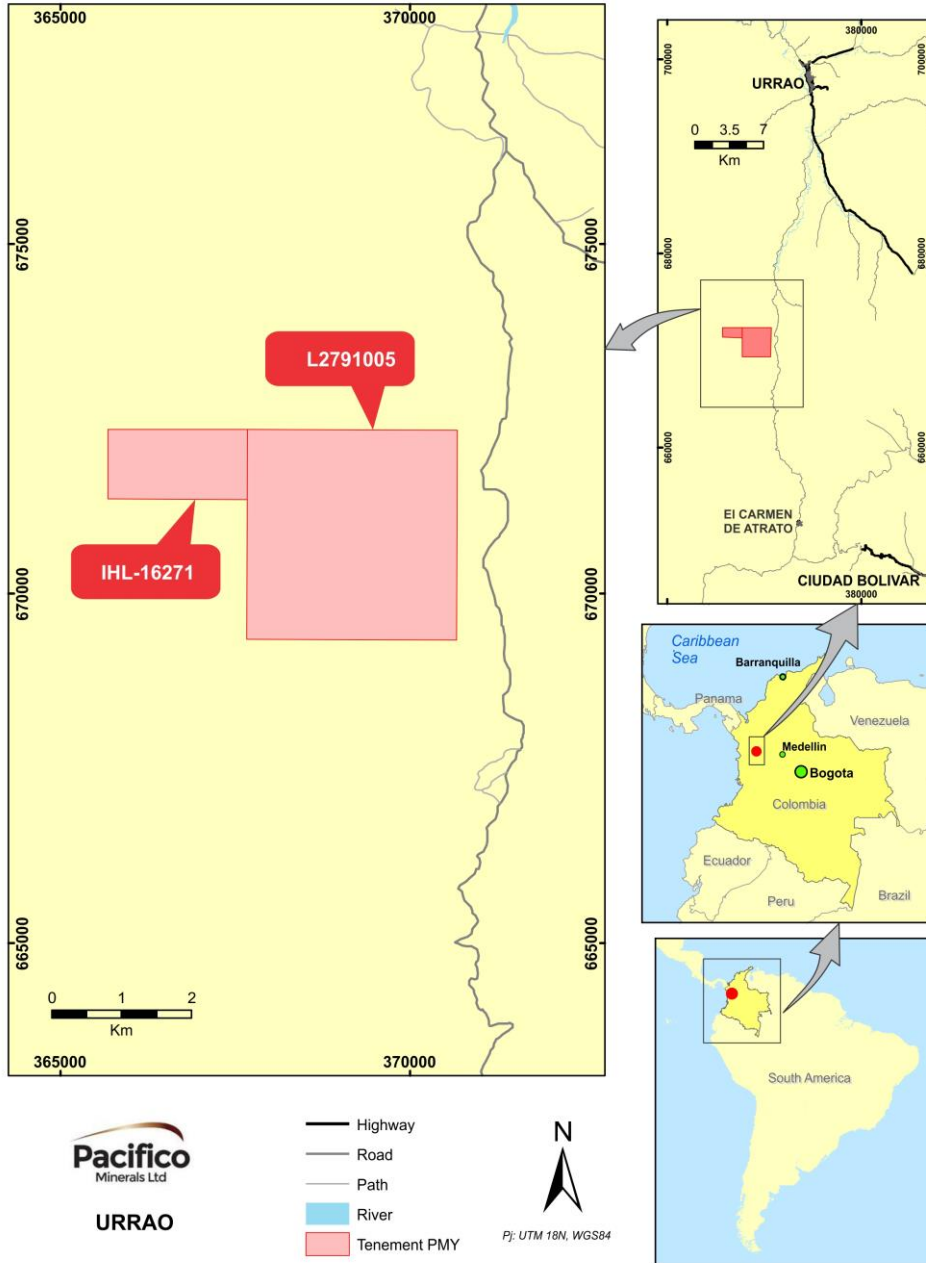 365000
370000
675000
675000
L2791005
IHL-16271
670000
670000
665000
665000
0 1 2
Km
365000
370000
380000
700000
700000
URRAO
0 3.5 7
Km
680000
680000
660000
660000
El CARMEN
DE ATRATO
CIUDAD BOLIVAR
380000
Caribbean
Sea
Barranquilla
Panama
Venezuela
Medellin
Bogota
Colombia
Ecuador
Peru
Brazil
South America
Pacifico
Minerals Ltd
URRAO
Highway
Road
Path
River
Tenement PMY
N
Pj: UTM 18N, WGS84